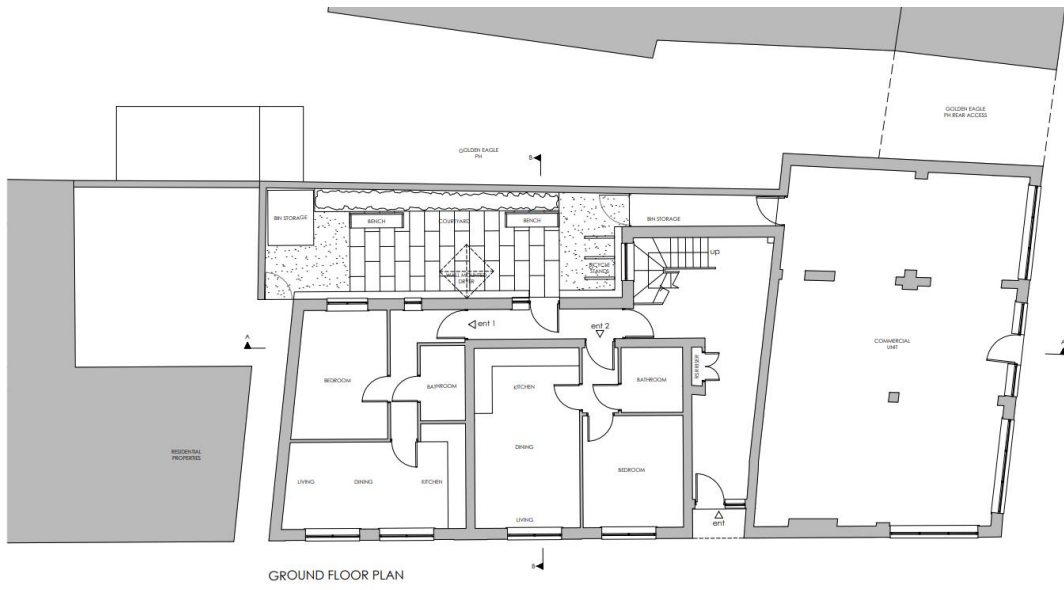 GOLDEN EAGLE
PH REAR ACCESS
GOLDEN EAGLE
PH
B
BIN STORAGE
BENCH
COURTYARD
BENCH
BIN STORAGE
up
BICYCLE
STANDS
DRYER
ent 1
ent 2
A
A
COMMERCIAL
UNIT
RISER
BEDROOM
BATHROOM
KITCHEN
BATHROOM
DINING
RESIDENTIAL
PROPERTIES
BEDROOM
LIVING
DINING
KITCHEN
LIVING
ent
B
GROUND FLOOR PLAN